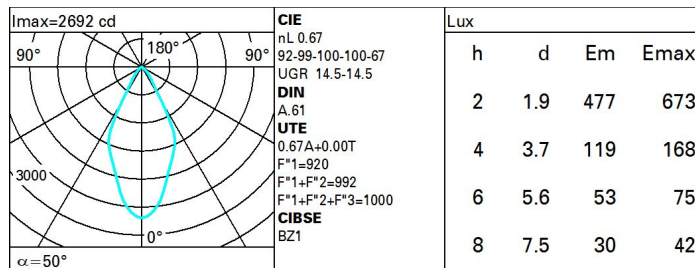 Imax=2692 cd
90° 180° 90°
3000
0°
α=50°
CIE
nL 0.67
92-99-100-100-67
UGR 14.5-14.5
DIN
A.61
UTE
0.67A+0.00T
F"1=920
F"1+F"2=992
F"1+F"2+F"3=1000
CIBSE
BZ1
Lux
h d Em Emax
2 1.9 477 673
4 3.7 119 168
6 5.6 53 75
8 7.5 30 42